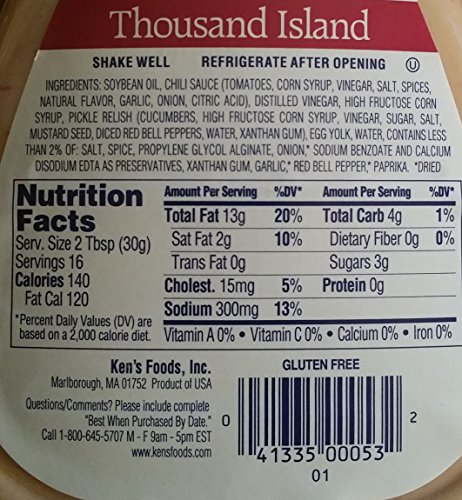 Thousand Island
SHAKE WELL REFRIGERATE AFTER OPENING U
INGREDIENTS: SOYBEAN OIL, CHILI SAUCE (TOMATOES, CORN SYRUP, VINEGAR, SALT, SPICES,
NATURAL FLAVOR, GARLIC, ONION, CITRIC ACID), DISTILLED VINEGAR, HIGH FRUCTOSE CORN
SYRUP, PICKLE RELISH (CUCUMBERS, HIGH FRUCTOSE CORN SYRUP, VINEGAR, SUGAR, SALT,
MUSTARD SEED, DICED RED BELL PEPPERS, WATER, XANTHAN GUM), EGG YOLK, WATER, CONTAINS LESS
THAN 2% OF: SALT, SPICE, PROPYLENE GLYCOL ALGINATE, ONION,* SODIUM BENZOATE AND CALCIUM
DISODIUM EDTA AS PRESERVATIVES, XANTHAN GUM, GARLIC,* RED BELL PEPPER,* PAPRIKA. *DRIED
Nutrition
Facts
Serv. Size 2 Tbsp (30g)
Servings 16
Calories 140
Fat Cal 120
*Percent Daily Values (DV) are
based on a 2,000 calorie diet.
Amount Per Serving %DV* Amount Per Serving %DV*
Total Fat 13g 20% Total Carb 4g 1%
Sat Fat 2g 10% Dietary Fiber 0g 0%
Trans Fat 0g Sugars 3g
Cholest. 15mg 5% Protein 0g
Sodium 300mg 13%
Vitamin A 0% • Vitamin C 0% • Calcium 0% • Iron 0%
Ken's Foods, Inc.
Marlborough, MA 01752 Product of USA
Questions/Comments? Please include complete
"Best When Purchased By Date."
Call 1-800-645-5707 M - F 9am - 5pm EST
www.kensfoods.com
GLUTEN FREE
0 41335 00053 2
01